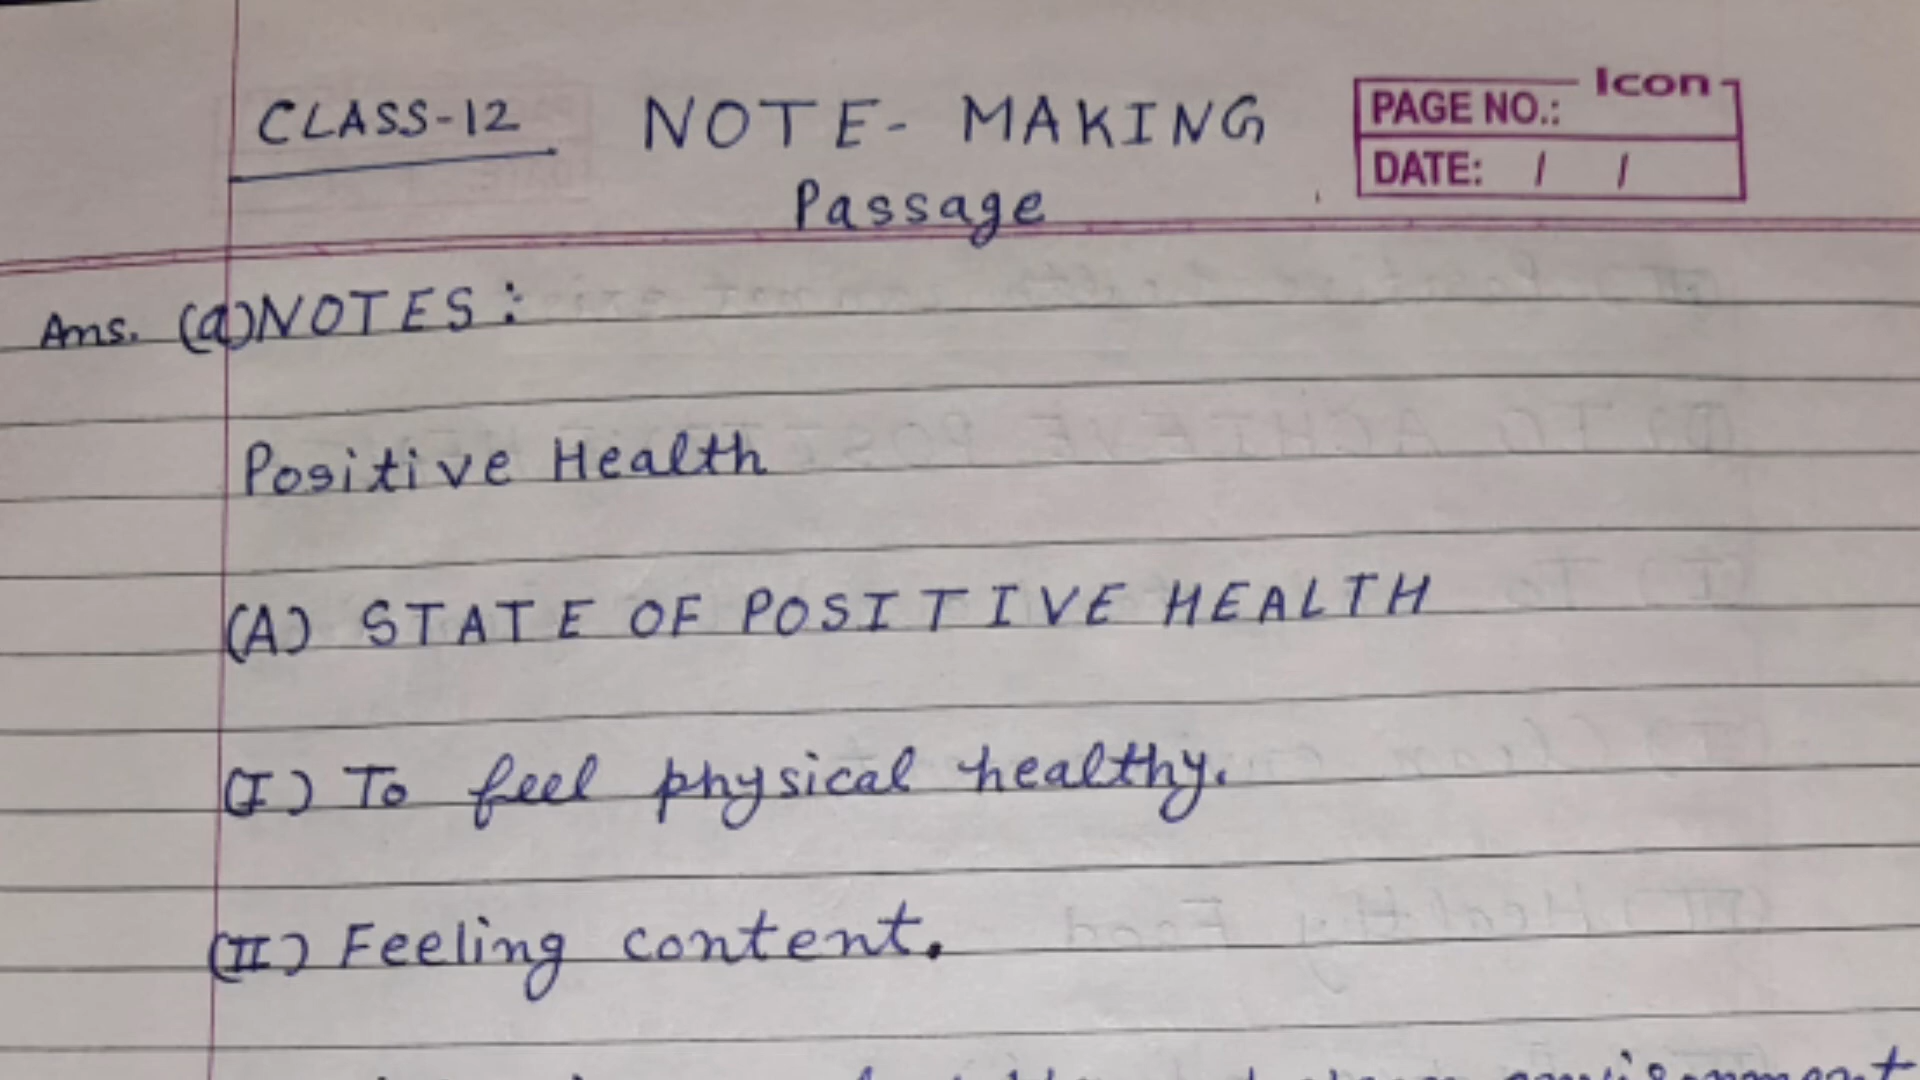 CLASS-12 NOTE-MAKING
Passage
Icon
PAGE NO.:
DATE: / /
Ans. (a) NOTES:
Positive Health
(A) STATE OF POSITIVE HEALTH
(I) To feel physical healthy.
(II) Feeling content.
environment